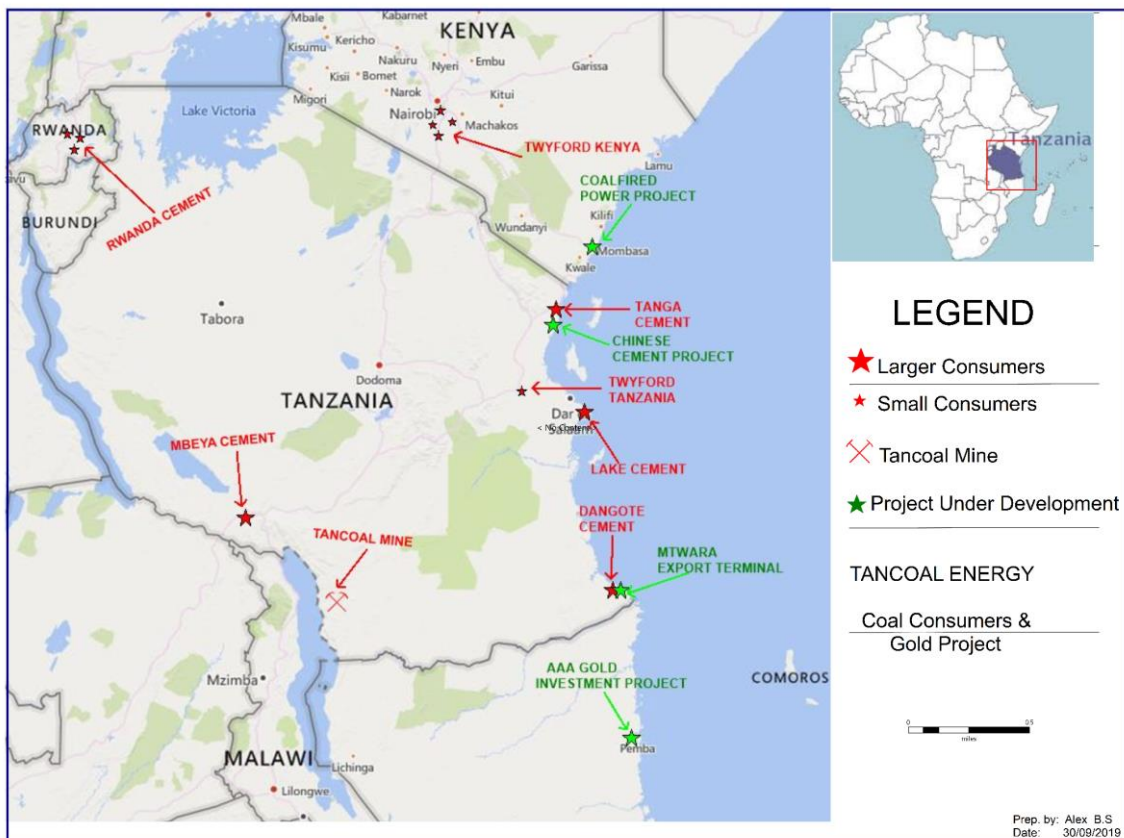 Mbale
Kabarnet
Maralal
KENYA
Kisumu
Kericho
Nakuru
Nyeri
Embu
Garissa
Kisii
Bomet
Migori
Narok
Kitui
Lake Victoria
Nairobi
Machakos
RWANDA
TWYFORD KENYA
Lamu
COALFIRED
POWER PROJECT
BURUNDI
RWANDA CEMENT
Wundanyi
Kilifi
Mombasa
Kwale
Tabora
TANGA
CEMENT
CHINESE
CEMENT PROJECT
Dodoma
TWYFORD
TANZANIA
TANZANIA
Dar
Salaam
MBEYA CEMENT
LAKE CEMENT
DANGOTE
CEMENT
TANCOAL MINE
MTWARA
EXPORT TERMINAL
AAA GOLD
INVESTMENT PROJECT
Mzimba
COMOROS
Pemba
MALAWI
Lichinga
Lilongwe
Tanzania
LEGEND
Larger Consumers
Small Consumers
Tancoal Mine
Project Under Development
TANCOAL ENERGY
Coal Consumers &
Gold Project
0 0.5
miles
Prep. by: Alex B.S
Date: 30/09/2019